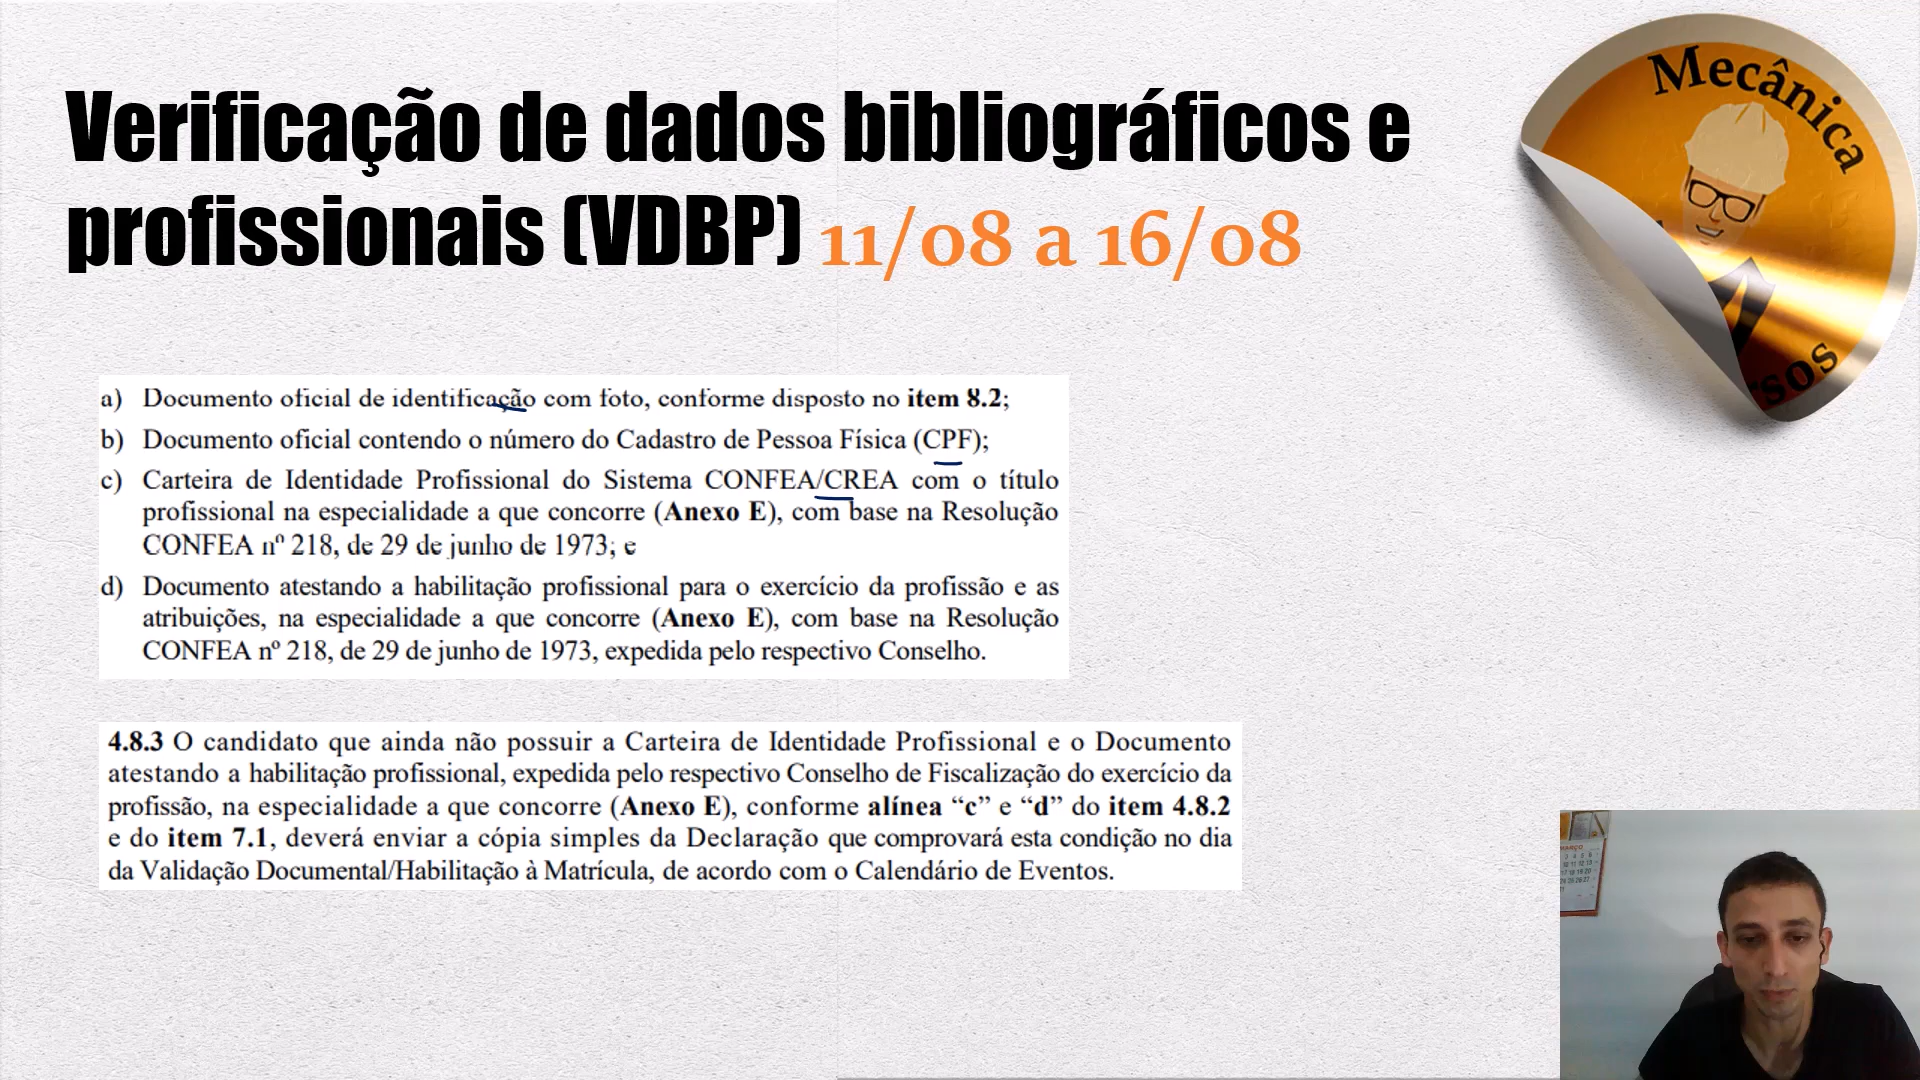 Verificação de dados bibliográficos e
profissionais (VDBP) 11/08 a 16/08
Mecânica
a) Documento oficial de identificação com foto, conforme disposto no item 8.2;
b) Documento oficial contendo o número do Cadastro de Pessoa Física (CPF);
c) Carteira de Identidade Profissional do Sistema CONFEA/CREA com o título
profissional na especialidade a que concorre (Anexo E), com base na Resolução
CONFEA nº 218, de 29 de junho de 1973; e
d) Documento atestando a habilitação profissional para o exercício da profissão e as
atribuições, na especialidade a que concorre (Anexo E), com base na Resolução
CONFEA nº 218, de 29 de junho de 1973, expedida pelo respectivo Conselho.
4.8.3 O candidato que ainda não possuir a Carteira de Identidade Profissional e o Documento
atestando a habilitação profissional, expedida pelo respectivo Conselho de Fiscalização do exercício da
profissão, na especialidade a que concorre (Anexo E), conforme alínea “c” e “d” do item 4.8.2
e do item 7.1, deverá enviar a cópia simples da Declaração que comprovará esta condição no dia
da Validação Documental/Habilitação à Matrícula, de acordo com o Calendário de Eventos.